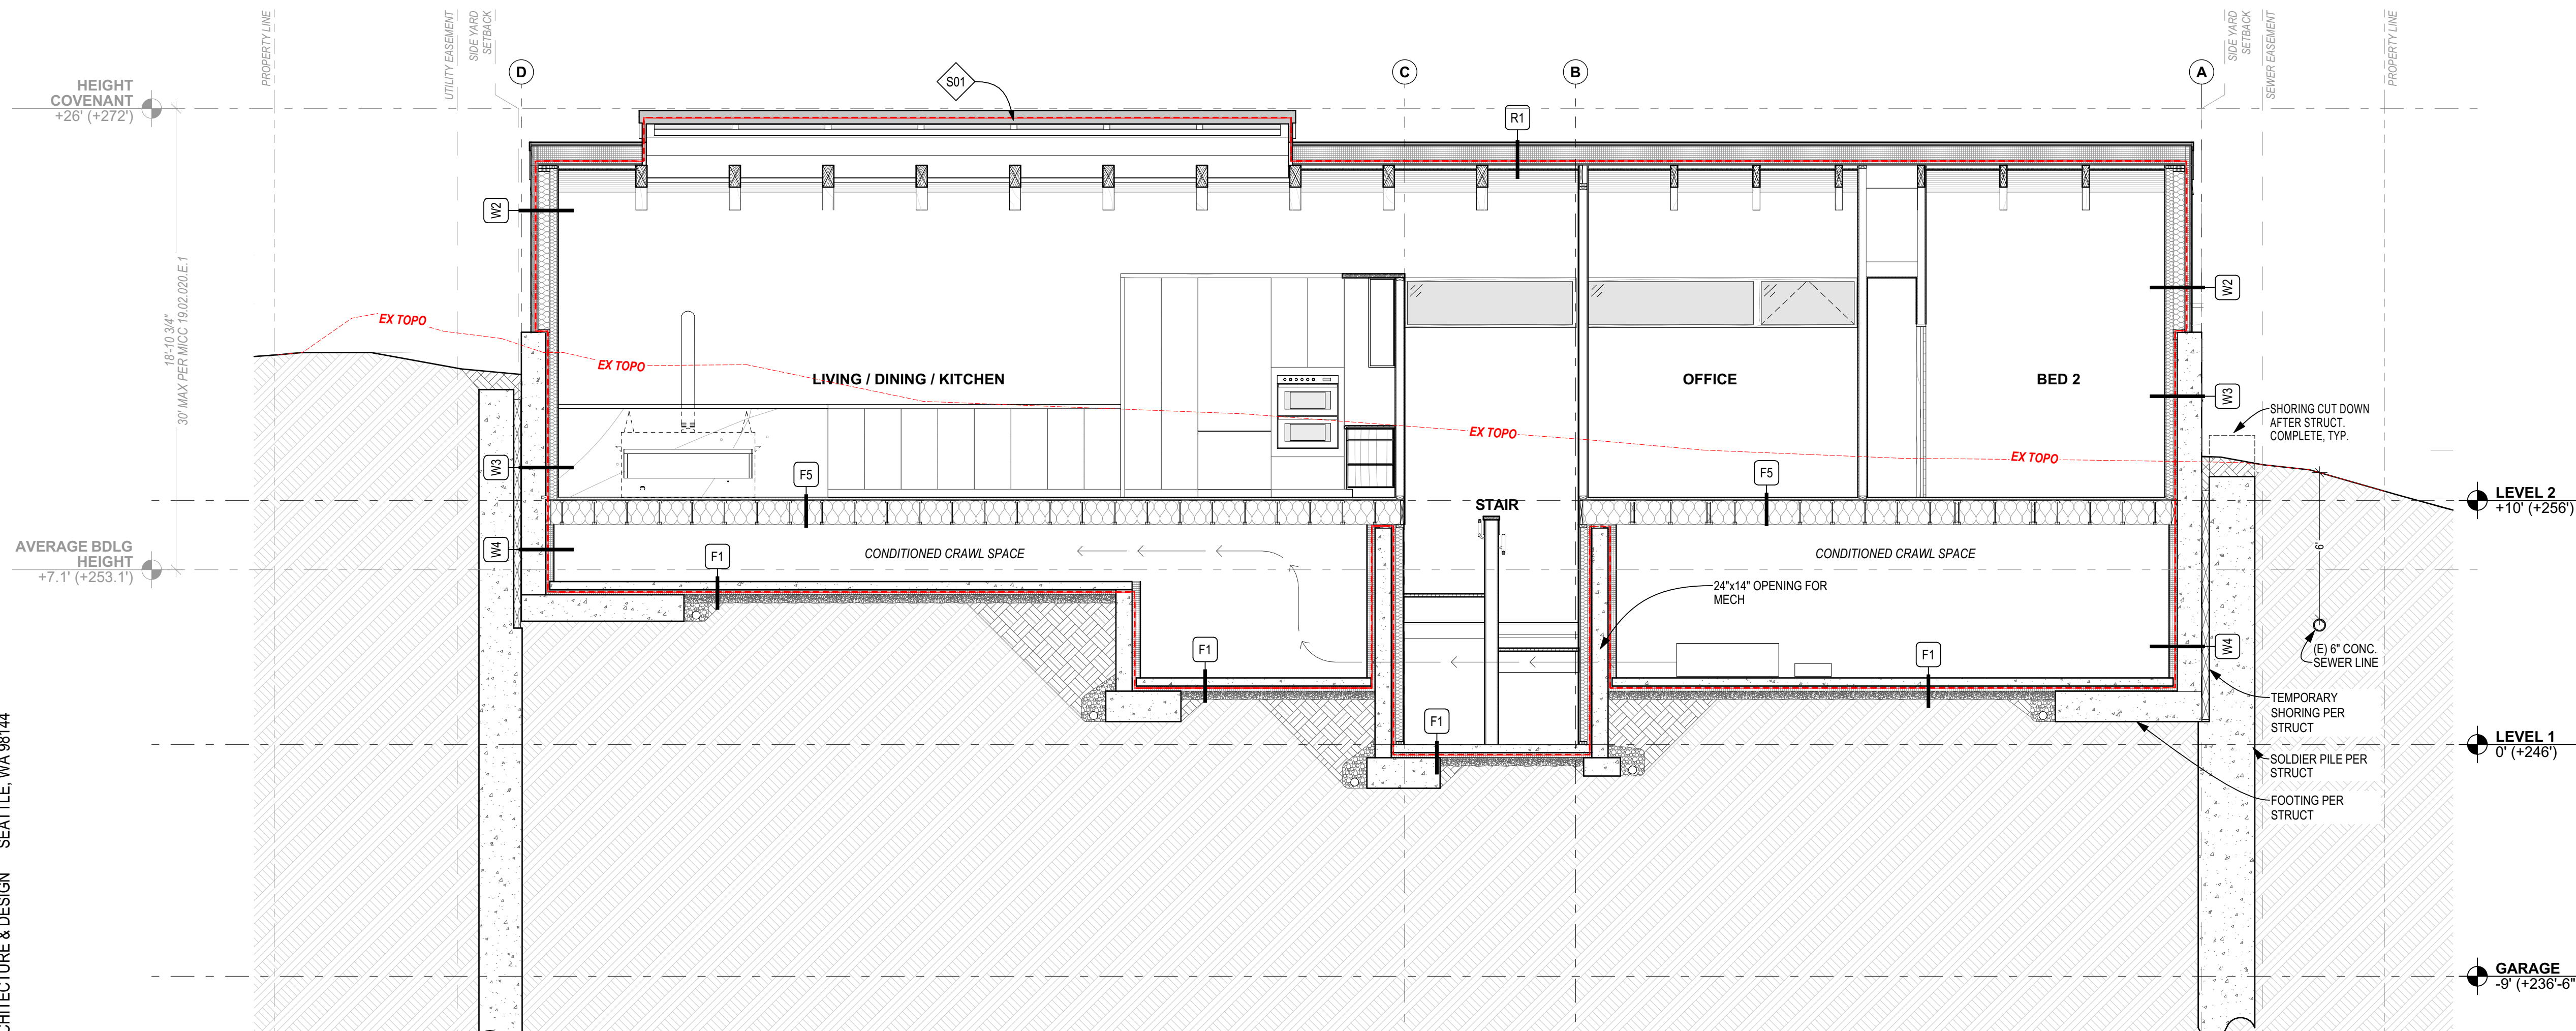 PROPERTY LINE
UTILITY EASEMENT
SIDE YARD
SETBACK
SIDE YARD
SETBACK
SEWER EASEMENT
PROPERTY LINE
D
C
B
A
HEIGHT
COVENANT
+26' (+272')
S01
R1
W2
W2
18'-10 3/4"
30' MAX PER MICC 19.02.020.E.1
EX TOPO
EX TOPO
LIVING / DINING / KITCHEN
OFFICE
BED 2
W3
SHORING CUT DOWN
AFTER STRUCT.
COMPLETE, TYP.
EX TOPO
EX TOPO
W3
F5
F5
STAIR
LEVEL 2
+10' (+256')
AVERAGE BDLG
HEIGHT
+7.1' (+253.1')
W4
F1
CONDITIONED CRAWL SPACE
CONDITIONED CRAWL SPACE
6'
24"x14" OPENING FOR
MECH
F1
F1
W4
(E) 6" CONC.
SEWER LINE
TEMPORARY
SHORING PER
STRUCT
F1
LEVEL 1
0' (+246')
SOLDIER PILE PER
STRUCT
FOOTING PER
STRUCT
GARAGE
-9' (+236'-6"
CHITECTURE & DESIGN
SEATTLE, WA 98144